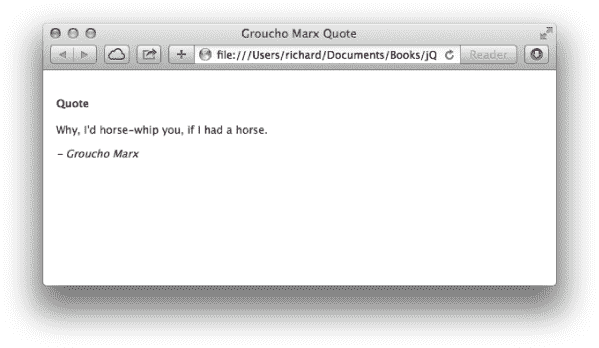 Groucho Marx Quote
file:///Users/richard/Documents/Books/jQ
Reader
Quote
Why, I'd horse-whip you, if I had a horse.
- Groucho Marx